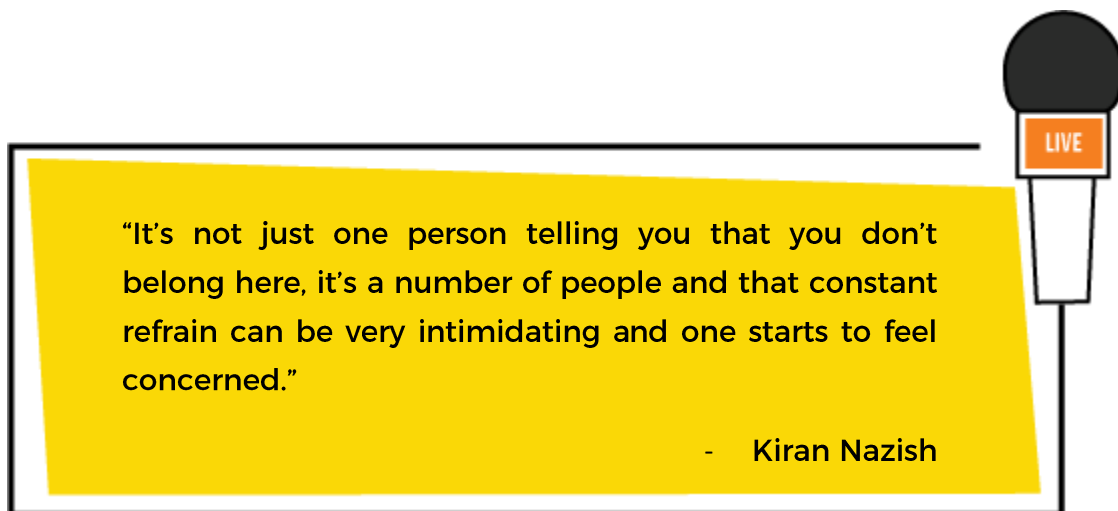 LIVE
“It’s not just one person telling you that you don’t
belong here, it’s a number of people and that constant
refrain can be very intimidating and one starts to feel
concerned.”
- Kiran Nazish